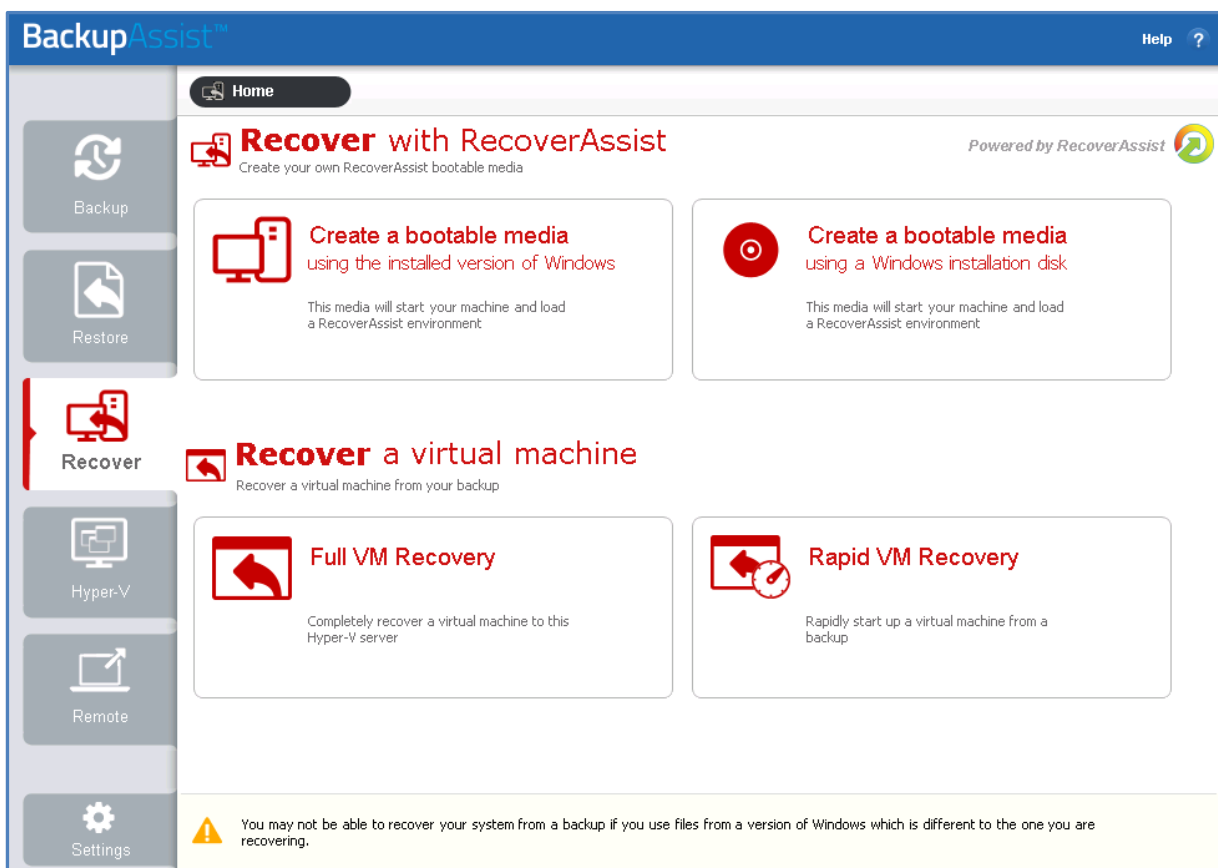 BackupAssist™
Help ?
Home
Recover with RecoverAssist
Create your own RecoverAssist bootable media
Powered by RecoverAssist
Backup
Restore
Recover
Hyper-V
Remote
Settings
Create a bootable media
using the installed version of Windows
This media will start your machine and load
a RecoverAssist environment
Create a bootable media
using a Windows installation disk
This media will start your machine and load
a RecoverAssist environment
Recover a virtual machine
Recover a virtual machine from your backup
Full VM Recovery
Completely recover a virtual machine to this
Hyper-V server
Rapid VM Recovery
Rapidly start up a virtual machine from a
backup
You may not be able to recover your system from a backup if you use files from a version of Windows which is different to the one you are
recovering.